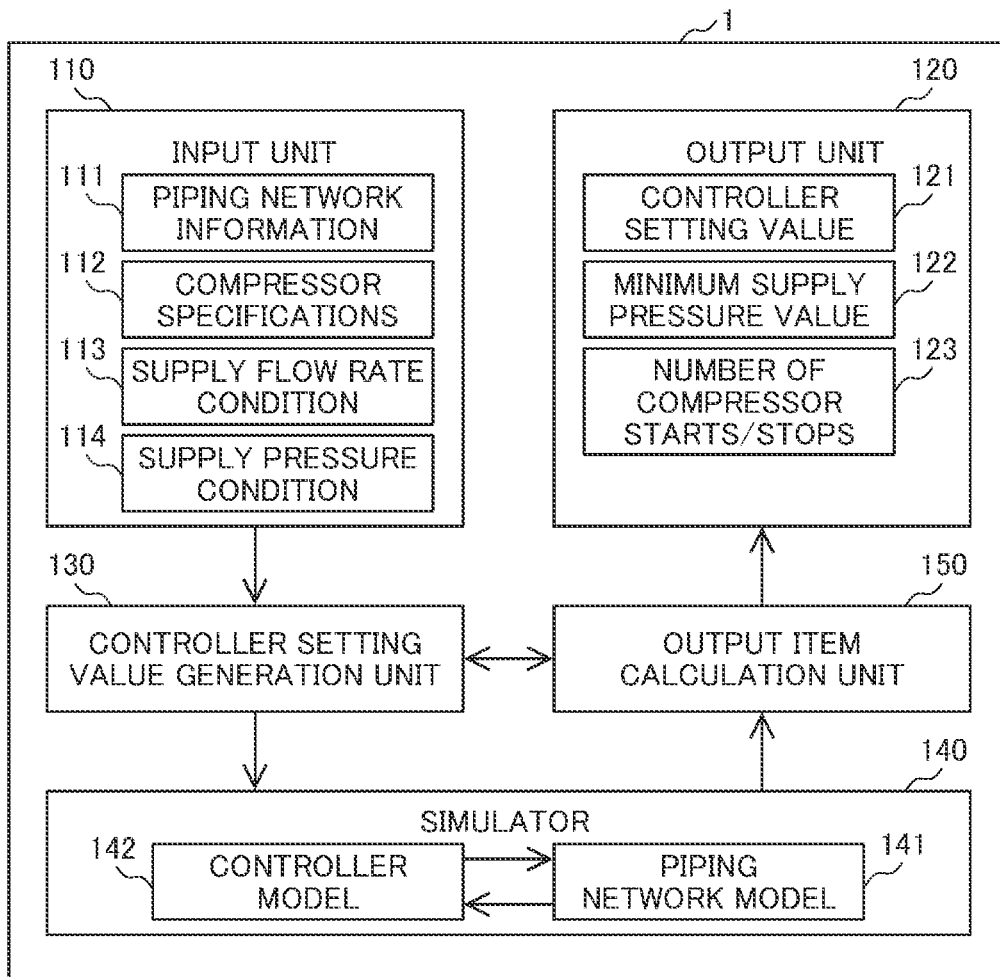 1
110
INPUT UNIT
111
PIPING NETWORK
INFORMATION
112
COMPRESSOR
SPECIFICATIONS
113
SUPPLY FLOW RATE
CONDITION
114
SUPPLY PRESSURE
CONDITION
120
OUTPUT UNIT
CONTROLLER
SETTING VALUE
121
MINIMUM SUPPLY
PRESSURE VALUE
122
NUMBER OF
COMPRESSOR
STARTS/STOPS
123
130
CONTROLLER SETTING
VALUE GENERATION UNIT
150
OUTPUT ITEM
CALCULATION UNIT
140
SIMULATOR
142
CONTROLLER
MODEL
PIPING
NETWORK MODEL
141